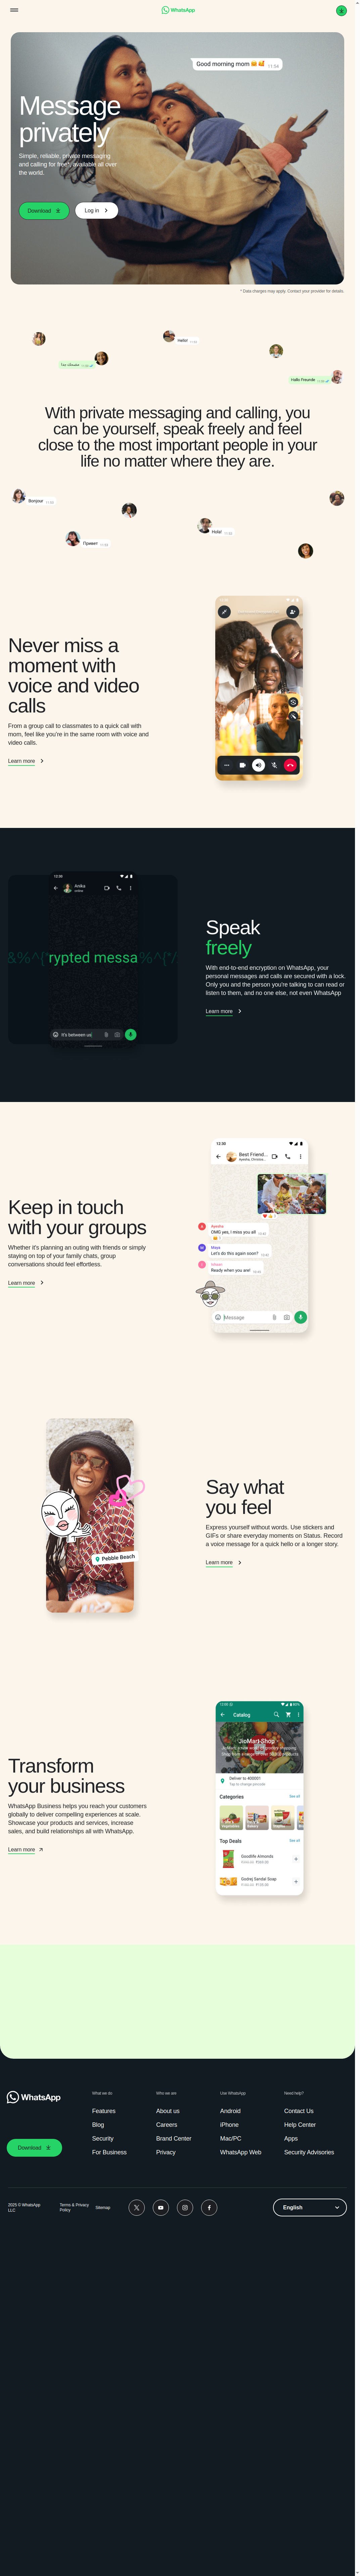 WhatsApp
Good morning mom 😊🥰 11:59
Message
privately
Simple, reliable, private messaging
and calling for free*, available all over
the world.
Download
Log in
* Data charges may apply. Contact your provider for details.
Hello!
Hallo Freunde
With private messaging and calling, you
can be yourself, speak freely and feel
close to the most important people in your
life no matter where they are.
Bonjour
Привет!
Hola!
Never miss a
moment with
voice and video
calls
From a group call to classmates to a quick call with
mom, feel like you're in the same room with voice and
video calls.
Learn more
12:30
Anika
online
&%^{* rypted messa %^{*
It's between us
Speak
freely
With end-to-end encryption on WhatsApp, your
personal messages and calls are secured with a lock.
Only you and the person you're talking to can read or
listen to them, and no one else, not even WhatsApp
Learn more
12:30
Best Friend...
Ayesha
OMG yes, I miss you all
Maya
Let's do this again soon?
Ready when you are!
Message
Keep in touch
with your groups
Whether it's planning an outing with friends or simply
staying on top of your family chats, group
conversations should feel effortless.
Learn more
Pebble Beach
Say what
you feel
Express yourself without words. Use stickers and
GIFs or share everyday moments on Status. Record
a voice message for a quick hello or a longer story.
Learn more
Catalog
JioMart Shop
Deliver to 400001
Tap to change pincode
Categories See all
Top Deals See all
Goodlife Almonds
Godrej Sandal Soap
Transform
your business
WhatsApp Business helps you reach your customers
globally to deliver compelling experiences at scale.
Showcase your products and services, increase
sales, and build relationships all with WhatsApp.
Learn more
WhatsApp
Download
What we do
Features
Blog
Security
For Business
Who we are
About us
Careers
Brand Center
Privacy
Use WhatsApp
Android
iPhone
Mac/PC
WhatsApp Web
Need help?
Contact Us
Help Center
Apps
Security Advisories
2025 © WhatsApp
LLC
Terms & Privacy
Policy
Sitemap
English